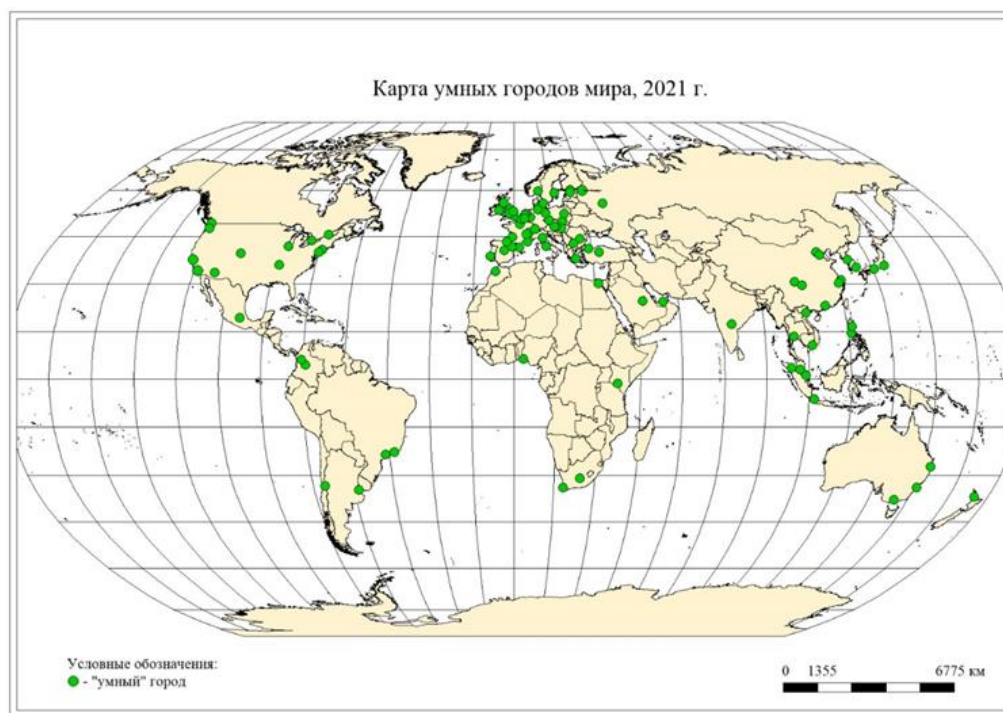 Карта умных городов мира, 2021 г.
Условные обозначения:
- "умный" город
0 1355 6775 км